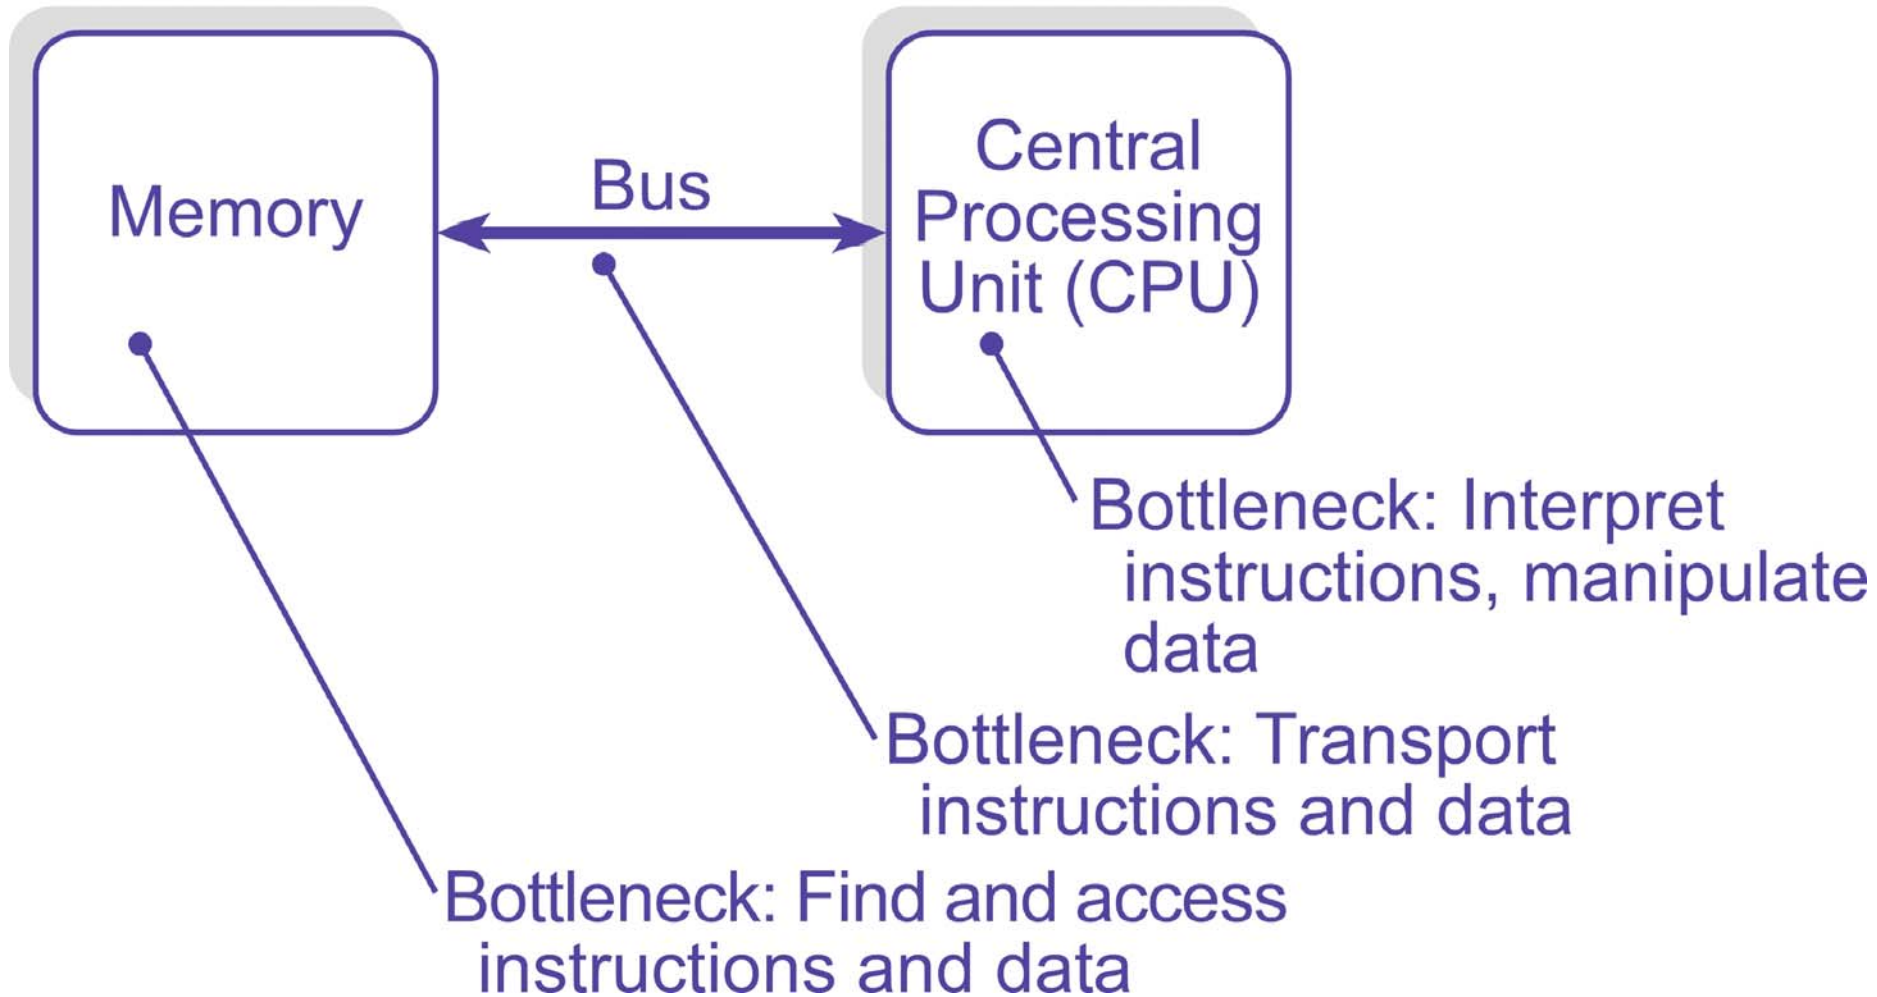 Memory
Bus
Central
Processing
Unit (CPU)
Bottleneck: Interpret
instructions, manipulate
data
Bottleneck: Transport
instructions and data
Bottleneck: Find and access
instructions and data